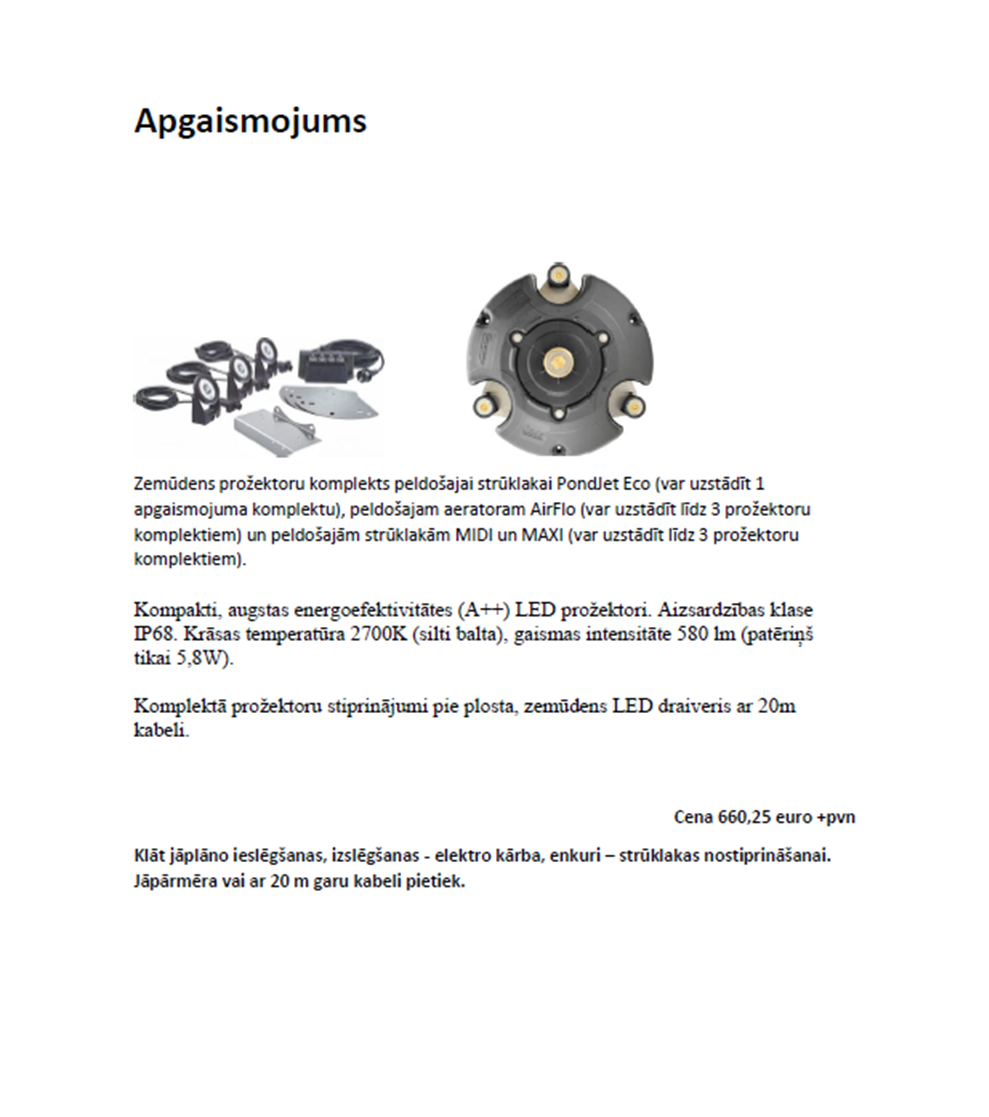 Apgaismojums
Zemūdens prožektoru komplekts peldošajai strūklakai PondJet Eco (var uzstādīt 1
apgaismojuma komplektu), peldošajam aeratoram AirFlo (var uzstādīt līdz 3 prožektoru
komplektiem) un peldošajām strūklakām MIDI un MAXI (var uzstādīt līdz 3 prožektoru
komplektiem).
Kompakti, augstas energoefektivitātes (A++) LED prožektori. Aizsardzības klase
IP68. Krāsas temperatūra 2700K (silti balta), gaismas intensitāte 580 lm (patēriņš
tikai 5,8W).
Komplektā prožektoru stiprinājumi pie plosta, zemūdens LED draiveris ar 20m
kabeli.
Cena 660,25 euro +pvn
Klāt jāplāno ieslēgšanas, izslēgšanas - elektro kārba, enkuri – strūklakas nostiprināšanai.
Jāpārmēra vai ar 20 m garu kabeli pietiek.